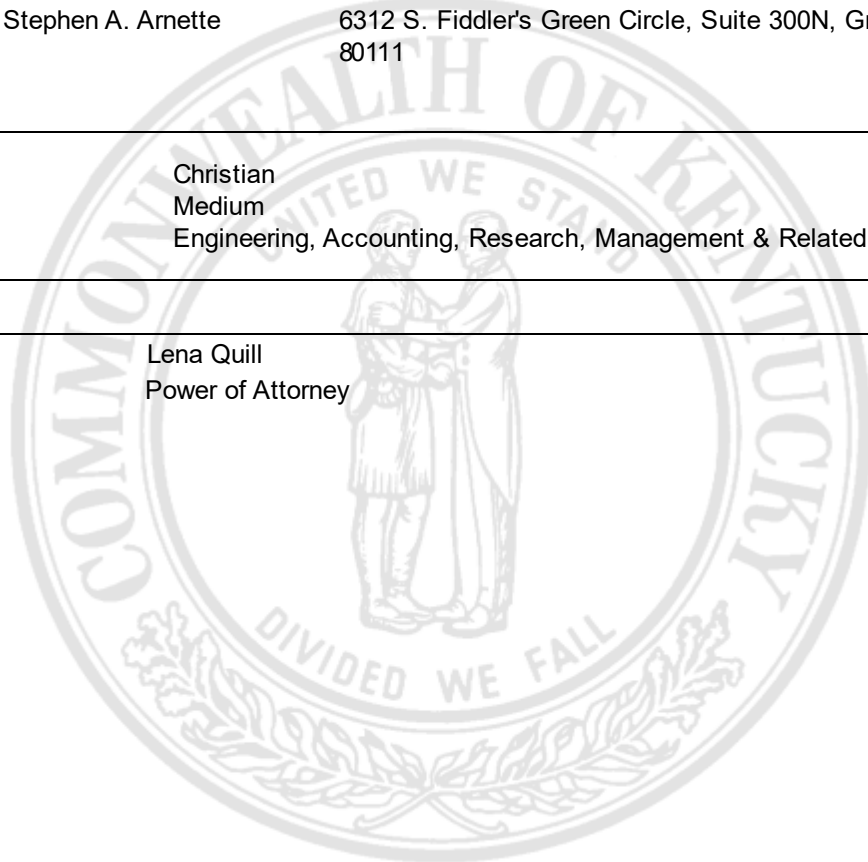 Stephen A. Arnette 6312 S. Fiddler's Green Circle, Suite 300N,
80111
Christian
Medium
Engineering, Accounting, Research, Management & Related
Lena Quill
Power of Attorney
COMMONWEALTH OF KENTUCKY
UNITED WE STAND
DIVIDED WE FALL